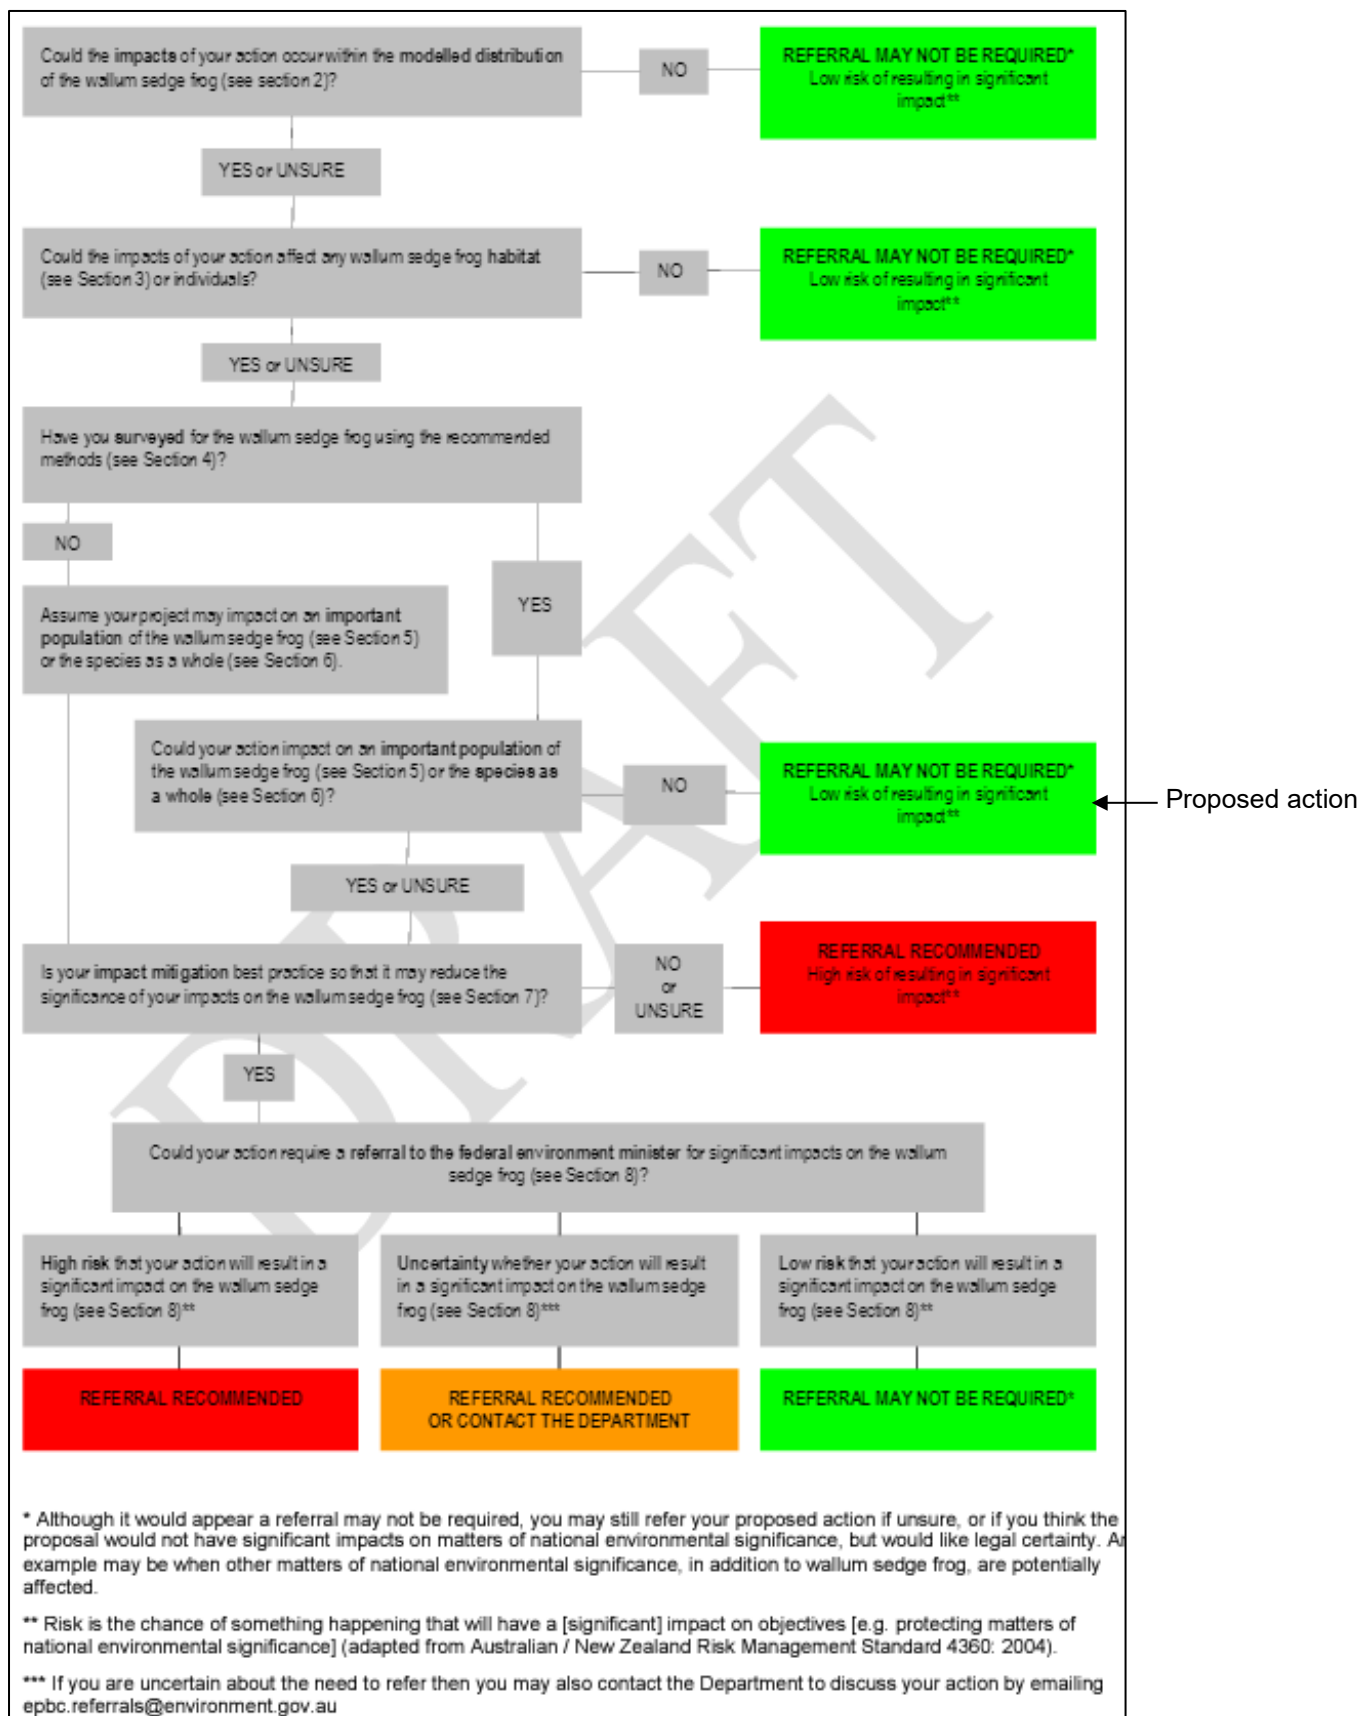 Could the impacts of your action occur within the modelled distribution
of the wallum sedge frog (see section 2)?
NO
REFERRAL MAY NOT BE REQUIRED*
Low risk of resulting in significant
impact**
YES or UNSURE
Could the impacts of your action affect any wallum sedge frog habitat
(see Section 3) or individuals?
NO
REFERRAL MAY NOT BE REQUIRED*
Low risk of resulting in significant
impact**
YES or UNSURE
Have you surveyed for the wallum sedge frog using the recommended
methods (see Section 4)?
NO
YES
Assume your project may impact on an important
population of the wallum sedge frog (see Section 5)
or the species as a whole (see Section 6).
Could your action impact on an important population of
the wallum sedge frog (see Section 5) or the species as
a whole (see Section 6)?
NO
REFERRAL MAY NOT BE REQUIRED*
Low risk of resulting in significant
impact**
Proposed action
YES or UNSURE
Is your impact mitigation best practice so that it may reduce the
significance of your impacts on the wallum sedge frog (see Section 7)?
NO
or
UNSURE
REFERRAL RECOMMENDED
High risk of resulting in significant
impact**
YES
Could your action require a referral to the federal environment minister for significant impacts on the wallum
sedge frog (see Section 8)?
High risk that your action will result in a
significant impact on the wallum sedge
frog (see Section 8)**
Uncertainty whether your action will result
in a significant impact on the wallum sedge
frog (see Section 8)***
Low risk that your action will result in a
significant impact on the wallum sedge
frog (see Section 8)**
REFERRAL RECOMMENDED
REFERRAL RECOMMENDED
OR CONTACT THE DEPARTMENT
REFERRAL MAY NOT BE REQUIRED*
DRAFT
* Although it would appear a referral may not be required, you may still refer your proposed action if unsure, or if you think the
proposal would not have significant impacts on matters of national environmental significance, but would like legal certainty. An
example may be when other matters of national environmental significance, in addition to wallum sedge frog, are potentially
affected.
** Risk is the chance of something happening that will have a [significant] impact on objectives [e.g. protecting matters of
national environmental significance] (adapted from Australian / New Zealand Risk Management Standard 4360: 2004).
*** If you are uncertain about the need to refer then you may also contact the Department to discuss your action by emailing
epbc.referrals@environment.gov.au